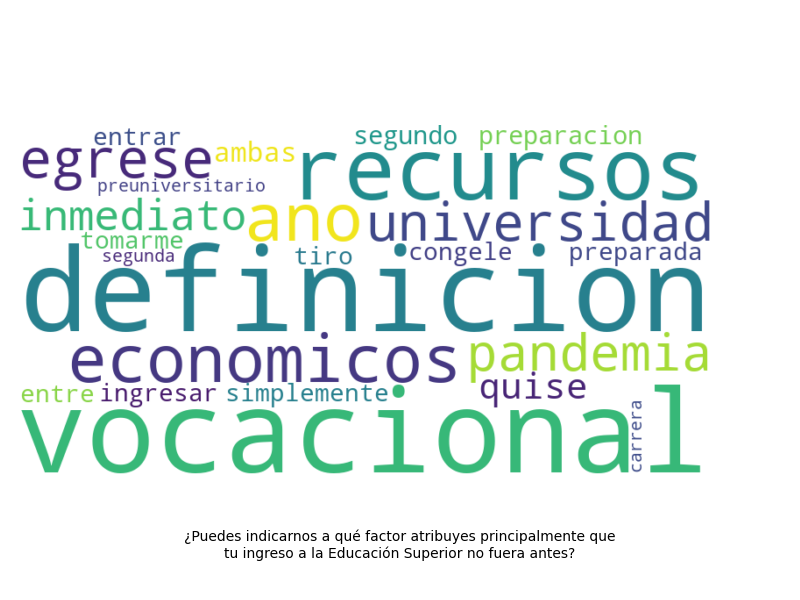 entrar
segundo
preparacion
egrese
ambas
recursos
preuniversitario
inmediato
ano
universidad
tomarme
segunda
tiro
congele
preparada
definicion
economicos
pandemia
entre
ingresar
simplemente
quise
vocacional
carrera
¿Puedes indicarnos a qué factor atribuyes principalmente que
tu ingreso a la Educación Superior no fuera antes?